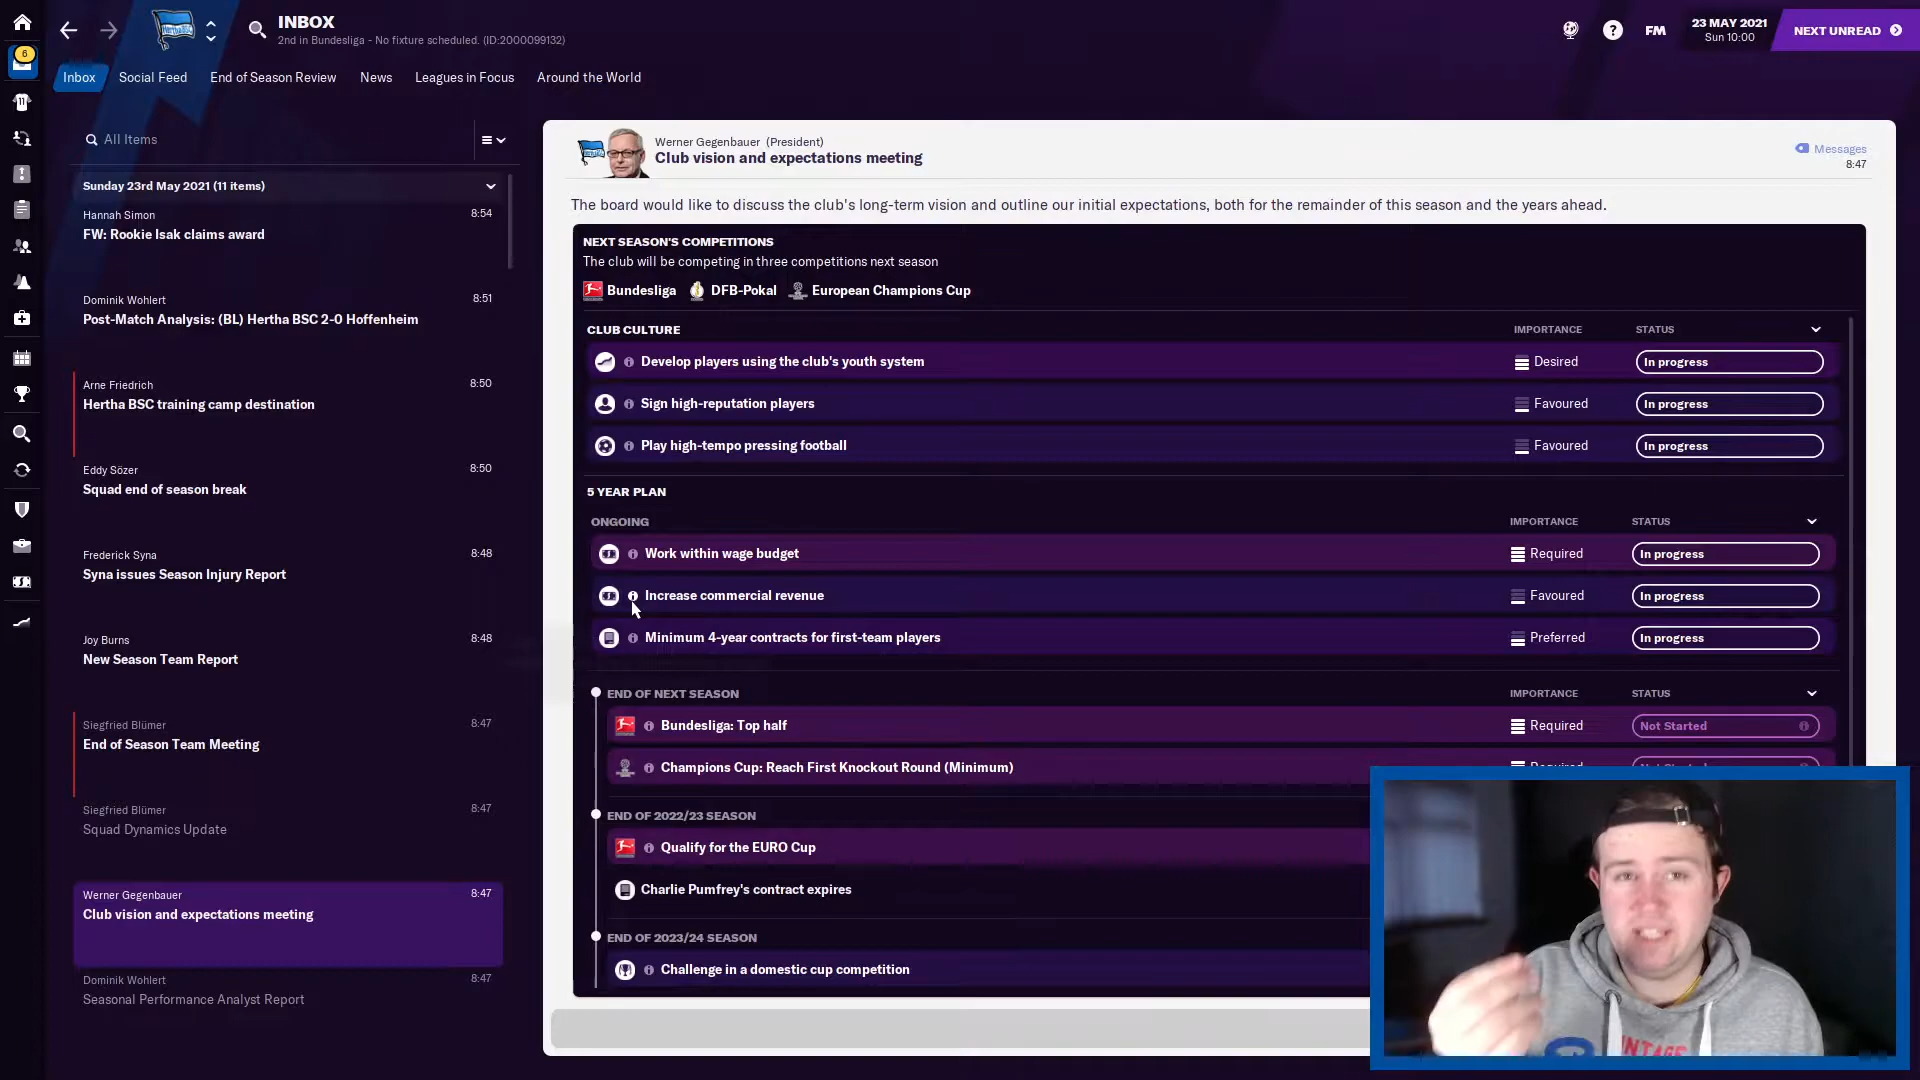 INBOX
2nd in Bundesliga - No fixture scheduled. (ID:2000099132)
FM
23 MAY 2021
Sun 10:00
NEXT UNREAD
6
Inbox
Social Feed
End of Season Review
News
Leagues in Focus
Around the World
All Items
Sunday 23rd May 2021 (11 items)
Hannah Simon
8:54
FW: Rookie Isak claims award
Dominik Wohlert
8:51
Post-Match Analysis: (BL) Hertha BSC 2-0 Hoffenheim
Arne Friedrich
8:50
Hertha BSC training camp destination
Eddy Sözer
8:50
Squad end of season break
Frederick Syna
8:48
Syna issues Season Injury Report
Joy Burns
8:48
New Season Team Report
Siegfried Blümer
8:47
End of Season Team Meeting
Siegfried Blümer
8:47
Squad Dynamics Update
Werner Gegenbauer
8:47
Club vision and expectations meeting
Dominik Wohlert
8:47
Seasonal Performance Analyst Report
Werner Gegenbauer (President)
Club vision and expectations meeting
Messages
8:47
The board would like to discuss the club's long-term vision and outline our initial expectations, both for the remainder of this season and the years ahead.
NEXT SEASON'S COMPETITIONS
The club will be competing in three competitions next season
Bundesliga DFB-Pokal European Champions Cup
CLUB CULTURE IMPORTANCE STATUS
Develop players using the club's youth system Desired In progress
Sign high-reputation players Favoured In progress
Play high-tempo pressing football Favoured In progress
5 YEAR PLAN
ONGOING IMPORTANCE STATUS
Work within wage budget Required In progress
Increase commercial revenue Favoured In progress
Minimum 4-year contracts for first-team players Preferred In progress
END OF NEXT SEASON IMPORTANCE STATUS
Bundesliga: Top half Required Not Started
Champions Cup: Reach First Knockout Round (Minimum)
END OF 2022/23 SEASON
Qualify for the EURO Cup
Charlie Pumfrey's contract expires
END OF 2023/24 SEASON
Challenge in a domestic cup competition